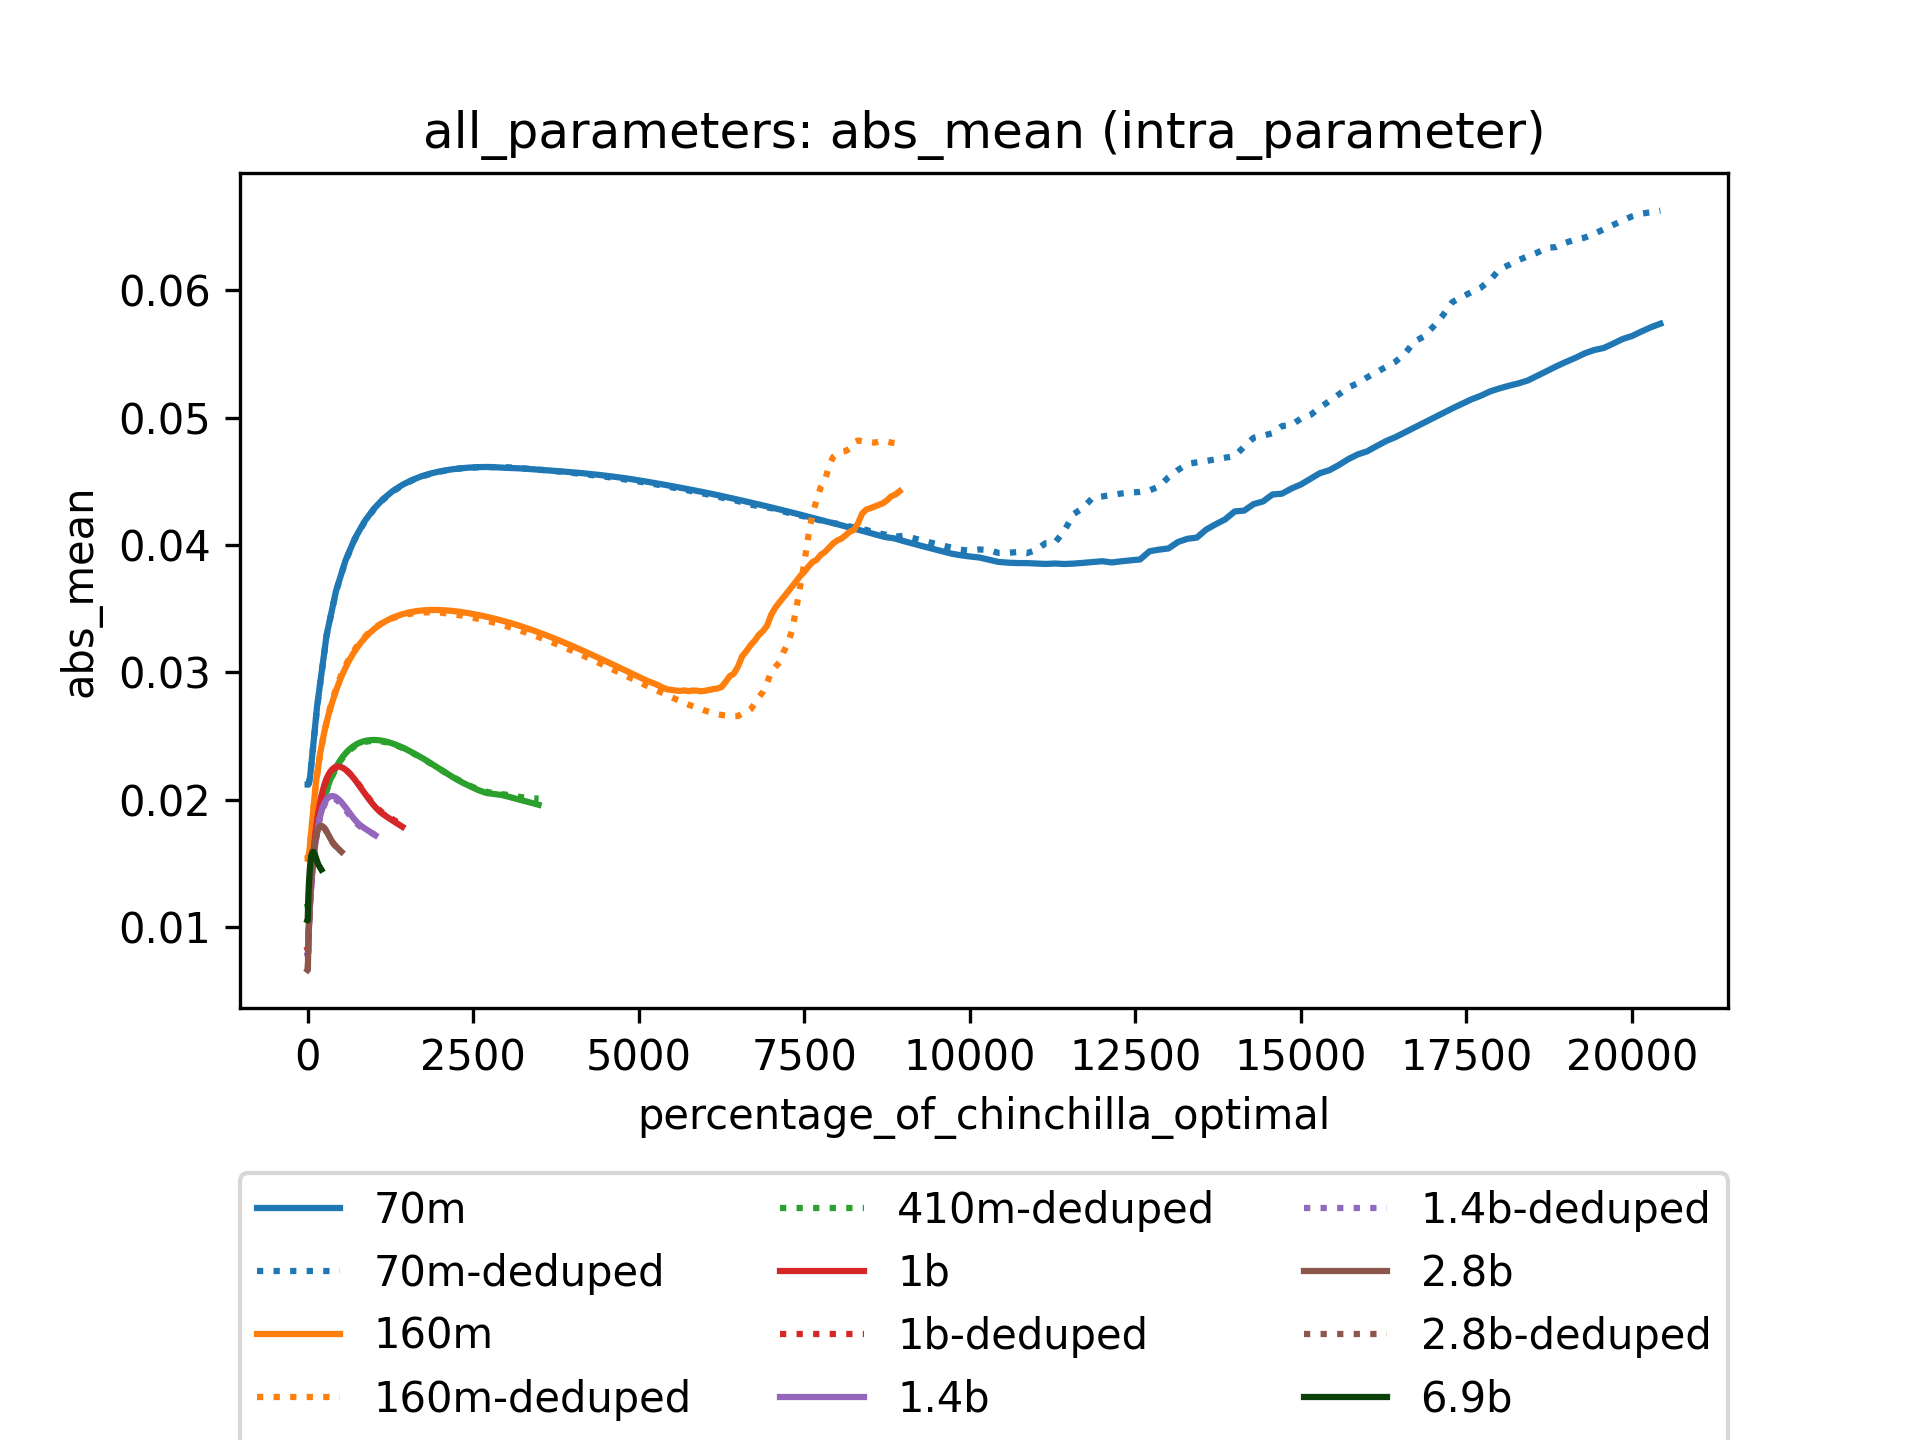 all_parameters: abs_mean (intra_parameter)
abs_mean
0.06
0.05
0.04
0.03
0.02
0.01
0 2500 5000 7500 10000 12500 15000 17500 20000
percentage_of_chinchilla_optimal
70m 410m-deduped 1.4b-deduped
70m-deduped 1b 2.8b
160m 1b-deduped 2.8b-deduped
160m-deduped 1.4b 6.9b